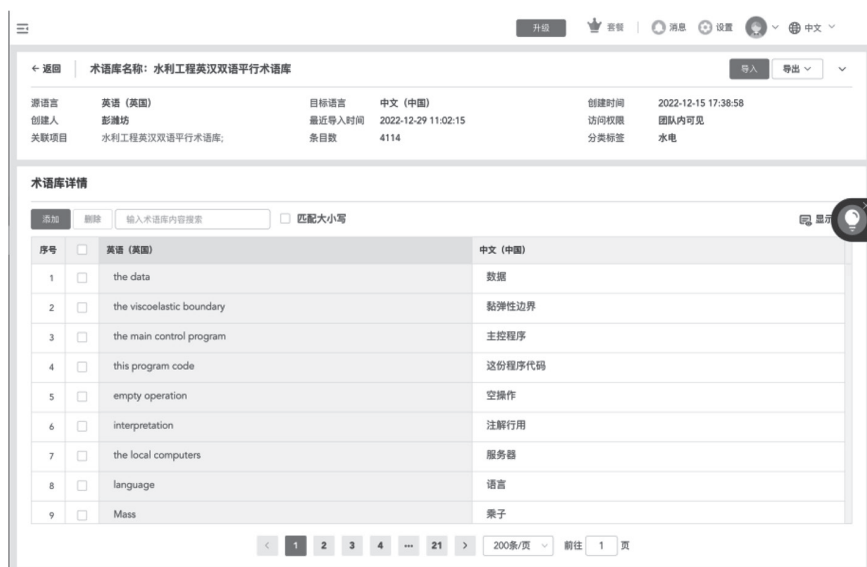 升级 套餐 消息 设置 中文
返回 术语库名称：水利工程英汉双语平行术语库 导入 导出
源语言 英语（英国） 目标语言 中文（中国） 创建时间 2022-12-15 17:38:58
创建人 彭潍坊 最近导入时间 2022-12-29 11:02:15 访问权限 团队内可见
关联项目 水利工程英汉双语平行术语库; 条目数 4114 分类标签 水电
术语库详情
添加 删除 输入术语库内容搜索 匹配大小写 显示
序号 英语（英国） 中文（中国）
1 the data 数据
2 the viscoelastic boundary 黏弹性边界
3 the main control program 主控程序
4 this program code 这份程序代码
5 empty operation 空操作
6 interpretation 注解行用
7 the local computers 服务器
8 language 语言
9 Mass 乘子
< 1 2 3 4 ··· 21 > 200条/页 前往 1 页